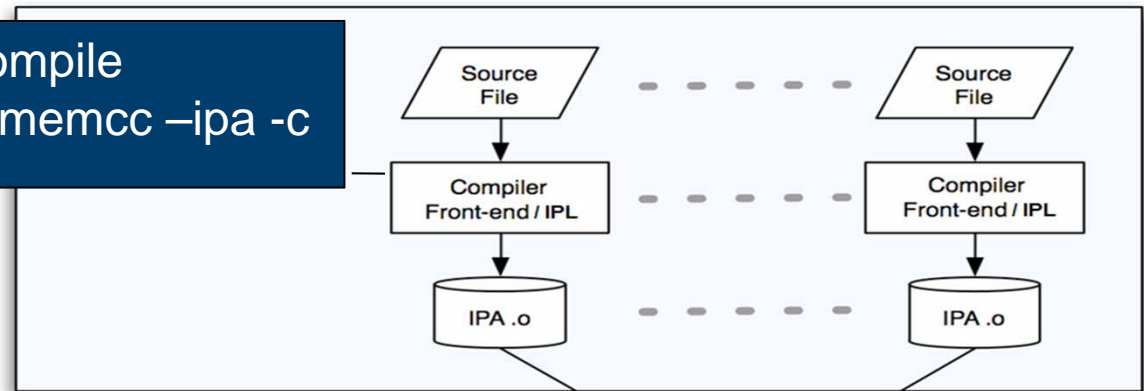 ompile
memcc –ipa -c
Source
File
Source
File
Compiler
Front-end / IPL
Compiler
Front-end / IPL
IPA .o
IPA .o